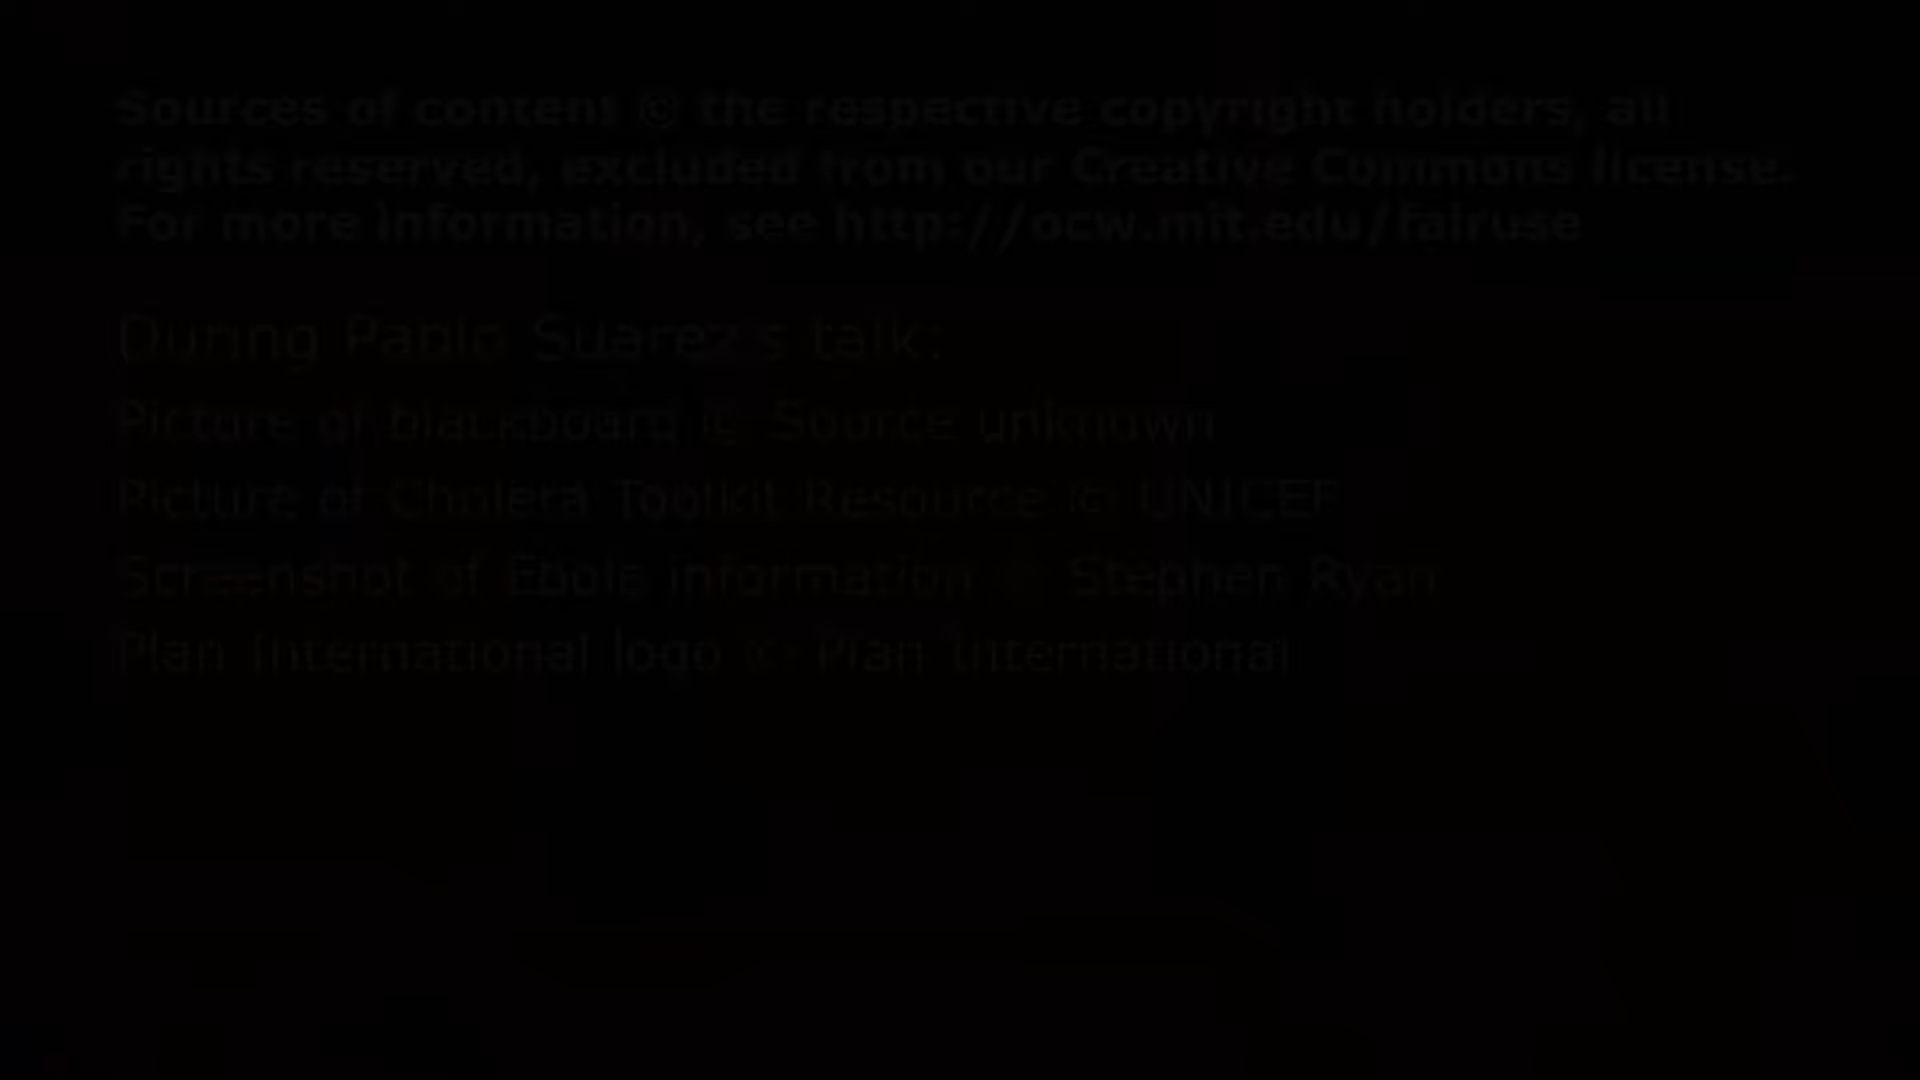 Sources of content © the respective copyright holders, all
rights reserved, excluded from our Creative Commons license.
For more information, see http://ocw.mit.edu/fairuse
During Pablo Suarez's talk:
Picture of blackboard © Source unknown
Picture of Cholera Toolkit Resource © UNICEF
Screenshot of Ebola information © Stephen Ryan
Plan International logo © Plan International